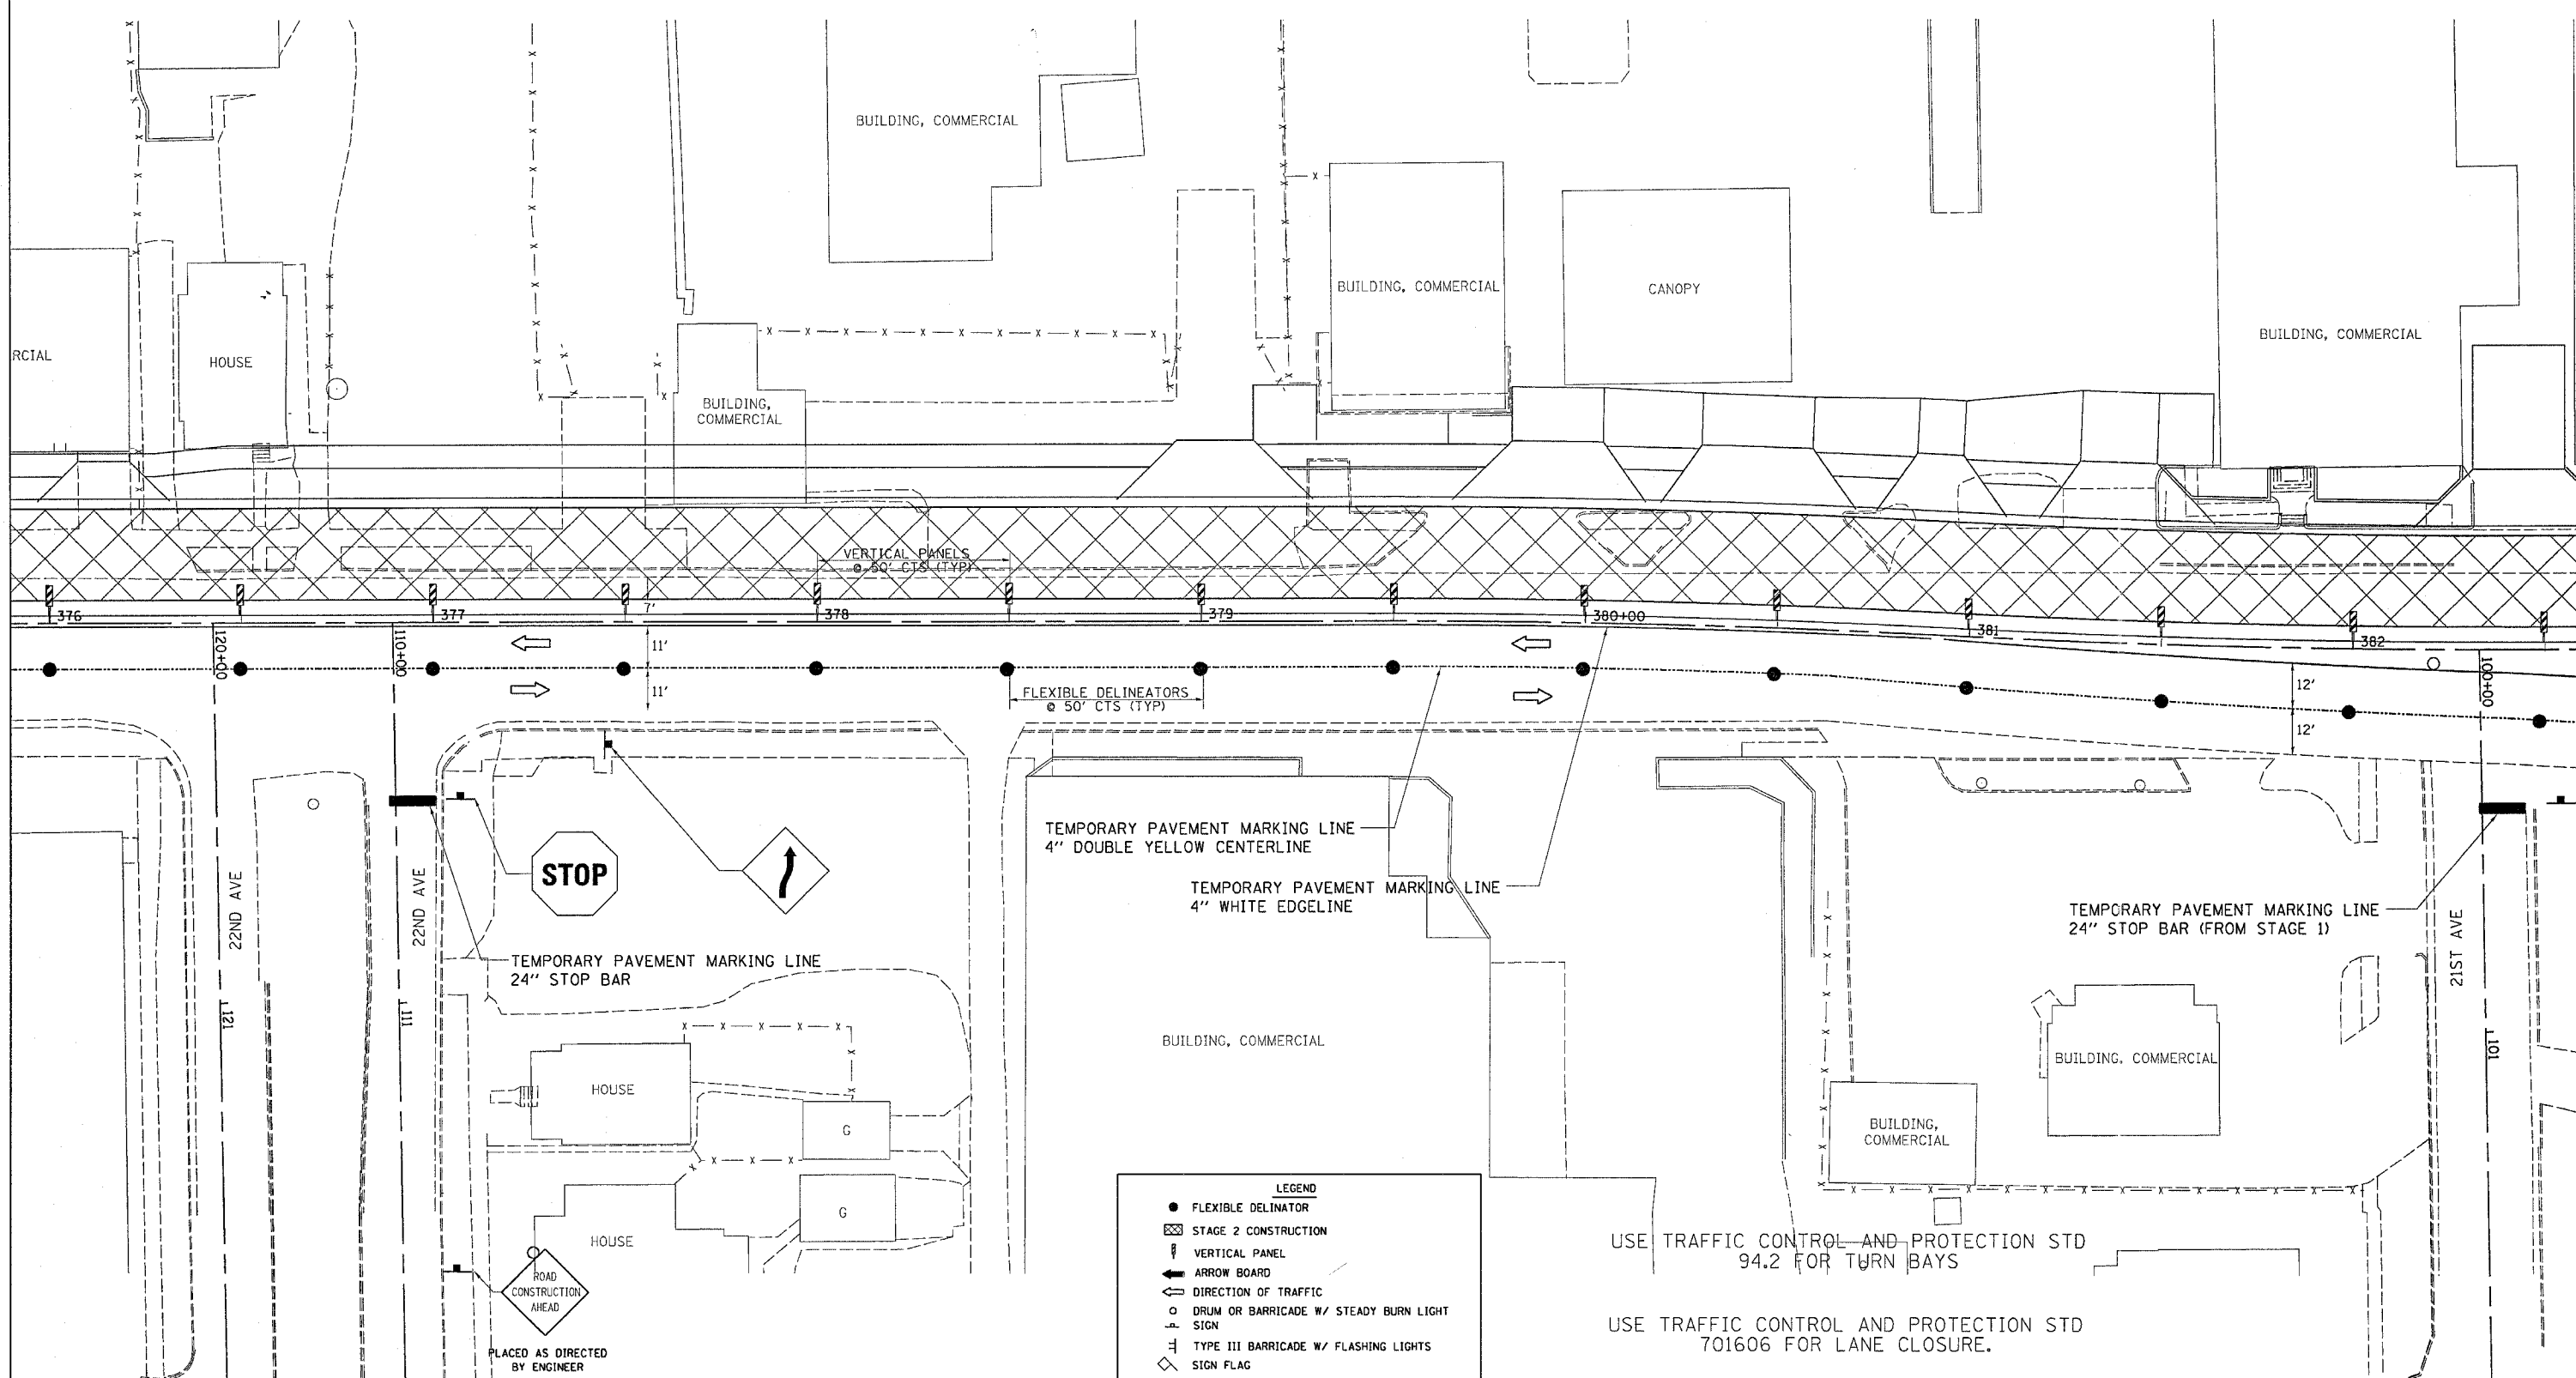 BUILDING, COMMERCIAL
BUILDING, COMMERCIAL
CANOPY
BUILDING, COMMERCIAL
RCIAL
HOUSE
BUILDING,
COMMERCIAL
VERTICAL PANELS
@ 50' CTS (TYP)
7'
376
377
378
379
380+00
381
382
120+00
110+00
100+00
11'
11'
12'
12'
FLEXIBLE DELINEATORS
@ 50' CTS (TYP)
TEMPORARY PAVEMENT MARKING LINE
4" DOUBLE YELLOW CENTERLINE
TEMPORARY PAVEMENT MARKING LINE
4" WHITE EDGELINE
STOP
22ND AVE
22ND AVE
TEMPORARY PAVEMENT MARKING LINE
24" STOP BAR
TEMPORARY PAVEMENT MARKING LINE
24" STOP BAR (FROM STAGE 1)
21ST AVE
121
111
101
BUILDING, COMMERCIAL
BUILDING, COMMERCIAL
HOUSE
G
BUILDING,
COMMERCIAL
G
HOUSE
ROAD
CONSTRUCTION
AHEAD
PLACED AS DIRECTED
BY ENGINEER
LEGEND
FLEXIBLE DELINATOR
STAGE 2 CONSTRUCTION
VERTICAL PANEL
ARROW BOARD
DIRECTION OF TRAFFIC
DRUM OR BARRICADE W/ STEADY BURN LIGHT
SIGN
TYPE III BARRICADE W/ FLASHING LIGHTS
SIGN FLAG
USE TRAFFIC CONTROL AND PROTECTION STD
94.2 FOR TURN BAYS
USE TRAFFIC CONTROL AND PROTECTION STD
701606 FOR LANE CLOSURE.